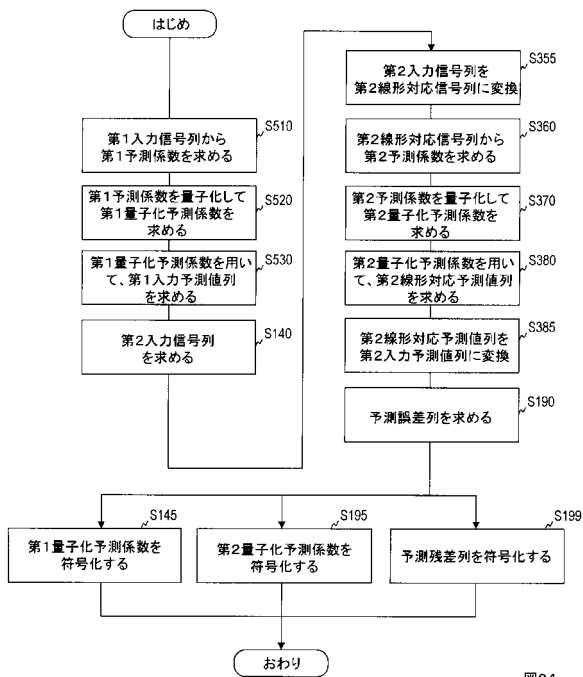 はじめ
S510
第1入力信号列から
第1予測係数を求める
S520
第1予測係数を量子化して
第1量子化予測係数を
求める
S530
第1量子化予測係数を用い
て、第1入力予測値列
を求める
S140
第2入力信号列
を求める
S355
第2入力信号列を
第2線形対応信号列に変換
S360
第2線形対応信号列から
第2予測係数を求める
S370
第2予測係数を量子化して
第2量子化予測係数を
求める
S380
第2量子化予測係数を用い
て、第2線形対応予測値列
を求める
S385
第2線形対応予測値列を
第2入力予測値列に変換
S190
予測誤差列を求める
S145
第1量子化予測係数を
符号化する
S195
第2量子化予測係数を
符号化する
S199
予測残差列を符号化する
おわり